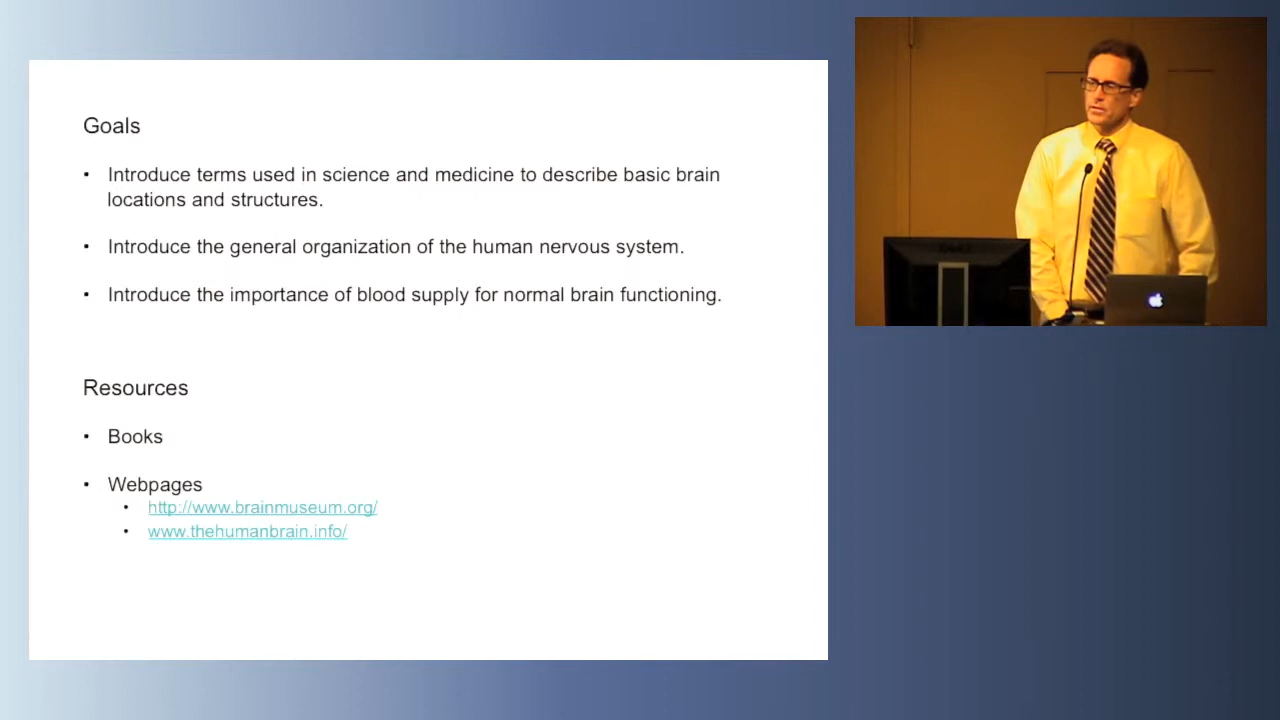 Goals
• Introduce terms used in science and medicine to describe basic brain
locations and structures.
• Introduce the general organization of the human nervous system.
• Introduce the importance of blood supply for normal brain functioning.
Resources
• Books
• Webpages
• http://www.brainmuseum.org/
• www.thehumanbrain.info/